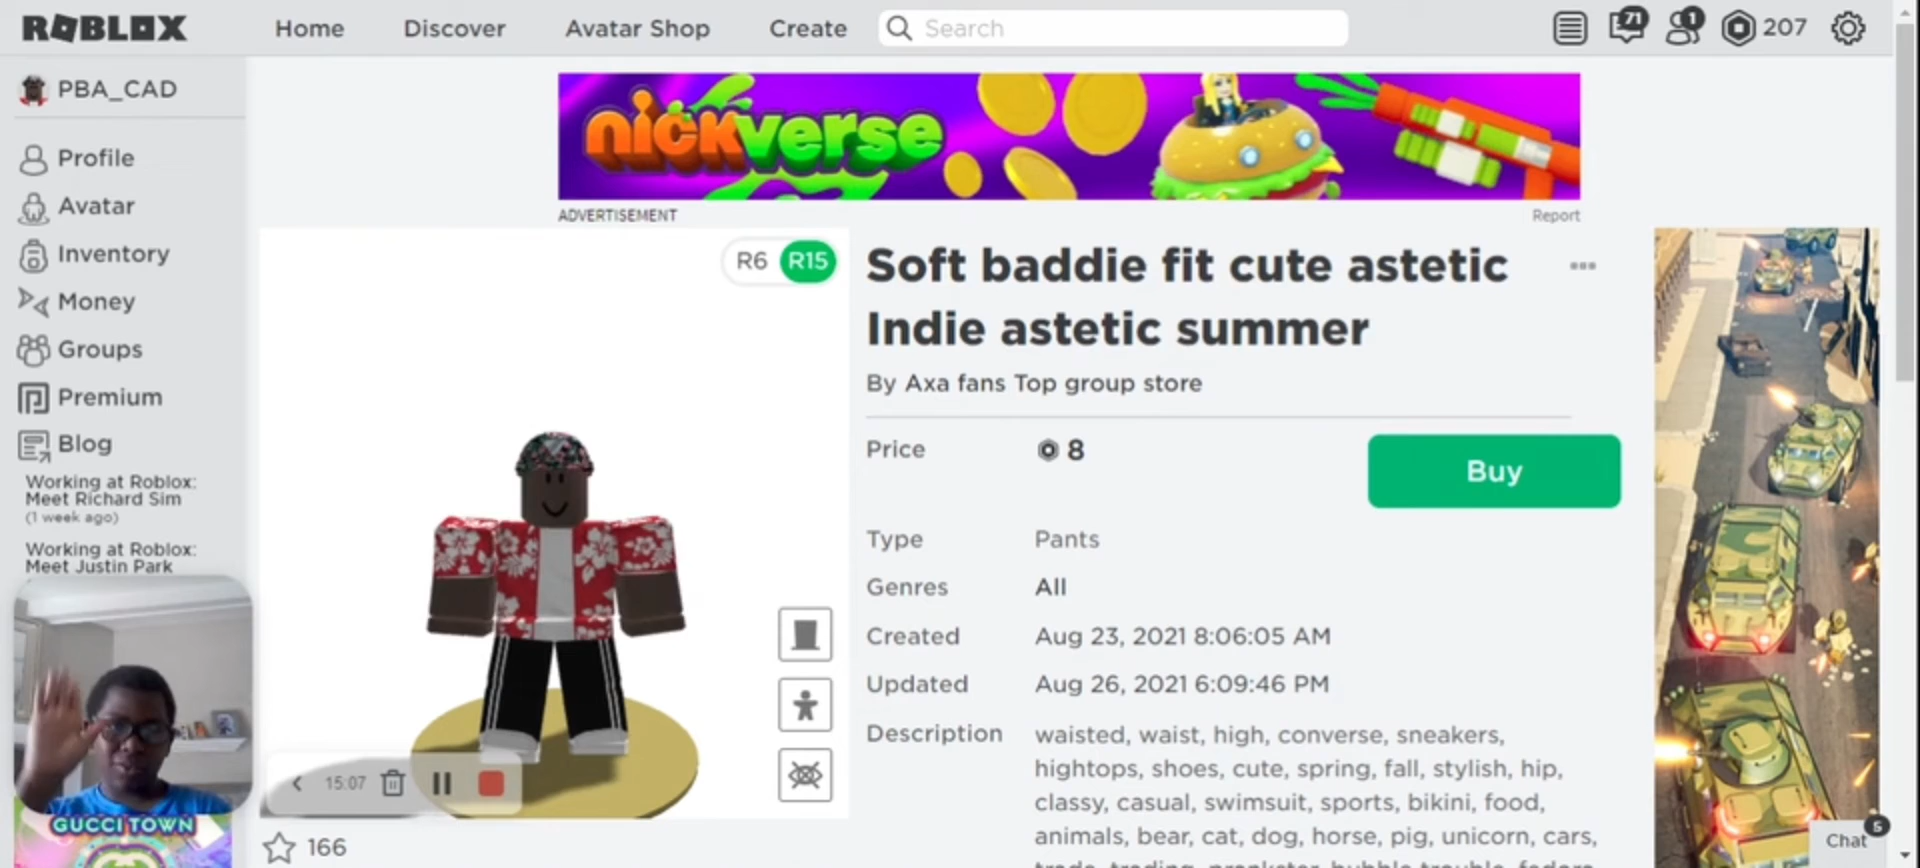 ROBLOX
Home
Discover
Avatar Shop
Create
Search
71
1
207
PBA_CAD
Profile
Avatar
Inventory
Money
Groups
Premium
Blog
Working at Roblox:
Meet Richard Sim
(1 week ago)
Working at Roblox:
Meet Justin Park
GUCCI TOWN
nickverse
ADVERTISEMENT
Report
R6
R15
15:07
166
Soft baddie fit cute astetic
Indie astetic summer
By Axa fans Top group store
Price
8
Buy
Type
Pants
Genres
All
Created
Aug 23, 2021 8:06:05 AM
Updated
Aug 26, 2021 6:09:46 PM
Description
waisted, waist, high, converse, sneakers,
hightops, shoes, cute, spring, fall, stylish, hip,
classy, casual, swimsuit, sports, bikini, food,
animals, bear, cat, dog, horse, pig, unicorn, cars,
Chat
5